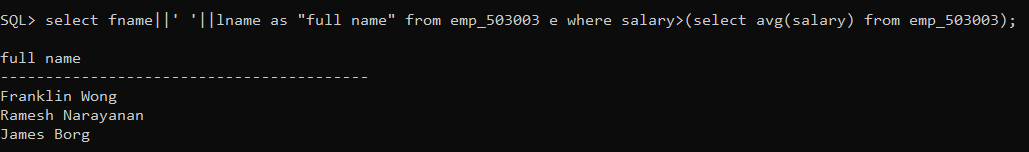 SQL> select fname||' '||lname as "full name" from emp_503003 e where salary>(select avg(salary) from emp_503003);
full name
-----------------------------------------
Franklin Wong
Ramesh Narayanan
James Borg